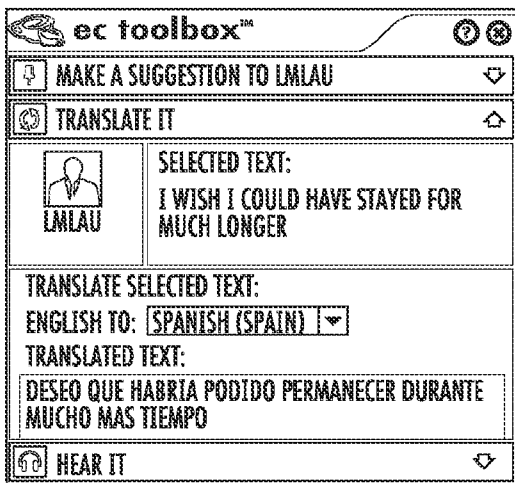 ec toolbox™
MAKE A SUGGESTION TO LMLAU
TRANSLATE IT
LMLAU
SELECTED TEXT:
I WISH I COULD HAVE STAYED FOR
MUCH LONGER
TRANSLATE SELECTED TEXT:
ENGLISH TO: SPANISH (SPAIN)
TRANSLATED TEXT:
DESEO QUE HABRIA PODIDO PERMANECER DURANTE
MUCHO MAS TIEMPO
HEAR IT